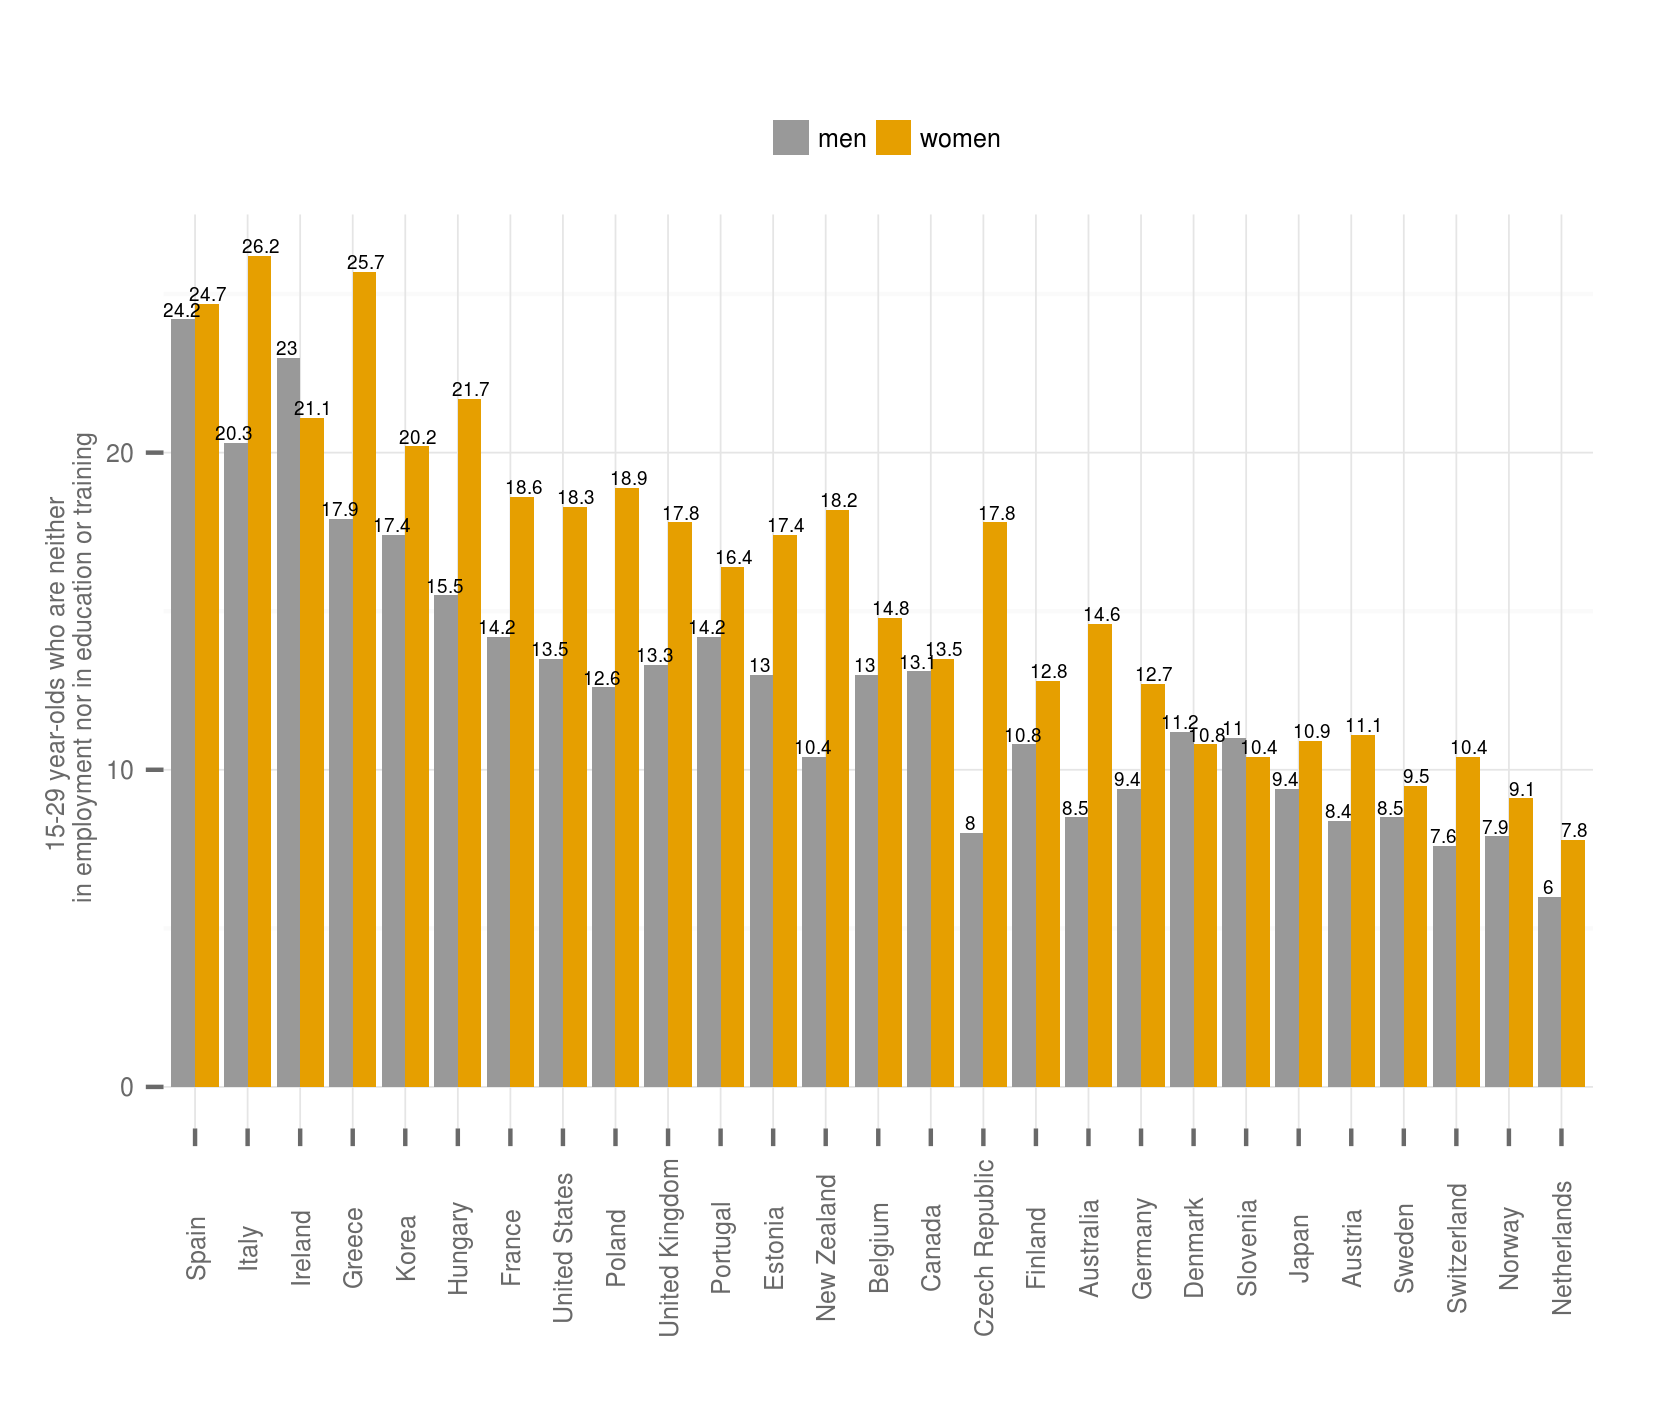 men women
15-29 year-olds who are neither
in employment nor in education or training
20
10
0
24.2 24.7
20.3 26.2
23 21.1
17.9 25.7
17.4 20.2
15.5 21.7
14.2 18.6
13.5 18.3
12.6 18.9
13.3 17.8
14.2 16.4
13 17.4
10.4 18.2
13 14.8
13.1 13.5
8 17.8
10.8 12.8
8.5 14.6
9.4 12.7
11.2 10.8
11 10.4
9.4 10.9
8.4 11.1
8.5 9.5
7.6 10.4
7.9 9.1
6 7.8
Spain
Italy
Ireland
Greece
Korea
Hungary
France
United States
Poland
United Kingdom
Portugal
Estonia
New Zealand
Belgium
Canada
Czech Republic
Finland
Australia
Germany
Denmark
Slovenia
Japan
Austria
Sweden
Switzerland
Norway
Netherlands